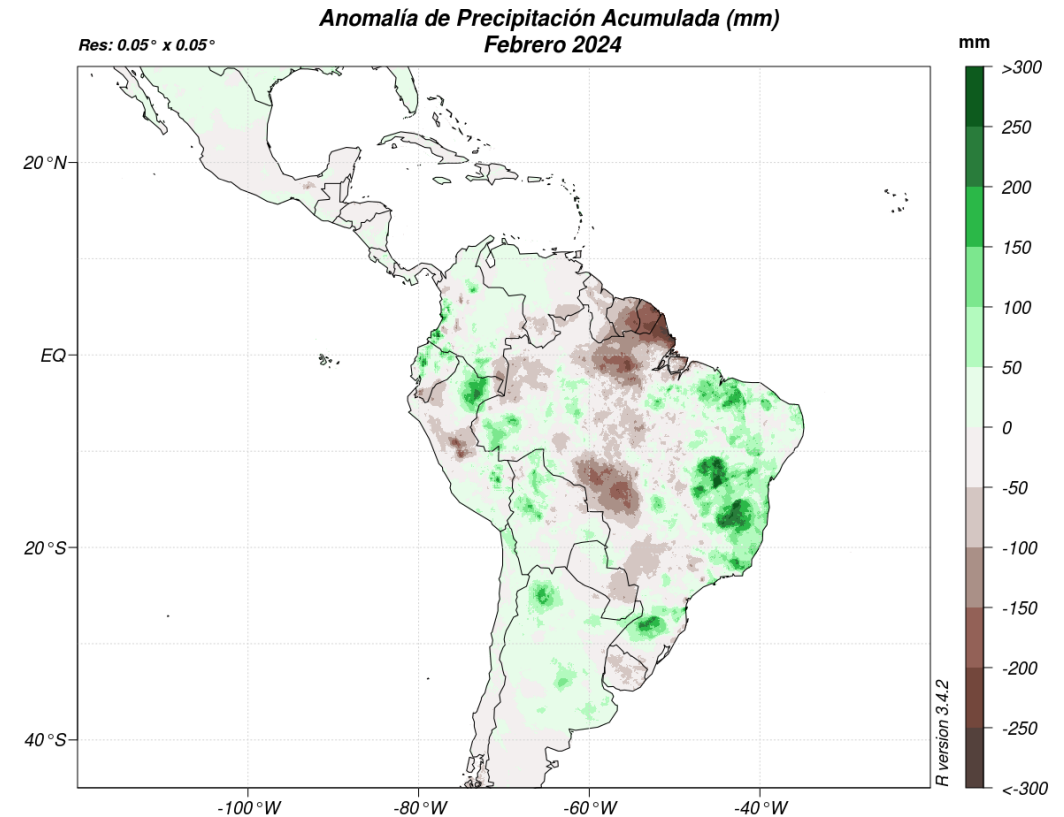 Anomalía de Precipitación Acumulada (mm)
Febrero 2024
Res: 0.05° x 0.05°
mm
>300
250
200
150
100
50
0
-50
-100
-150
-200
-250
<-300
20°N
EQ
20°S
40°S
-100°W
-80°W
-60°W
-40°W
R version 3.4.2